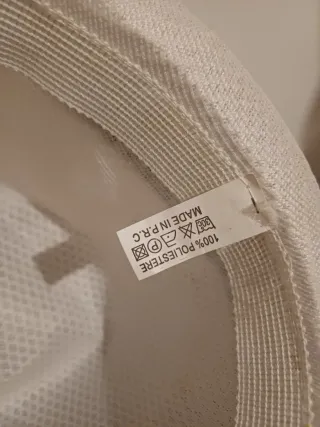 100% POLIESTERE
MADE IN P.R.C